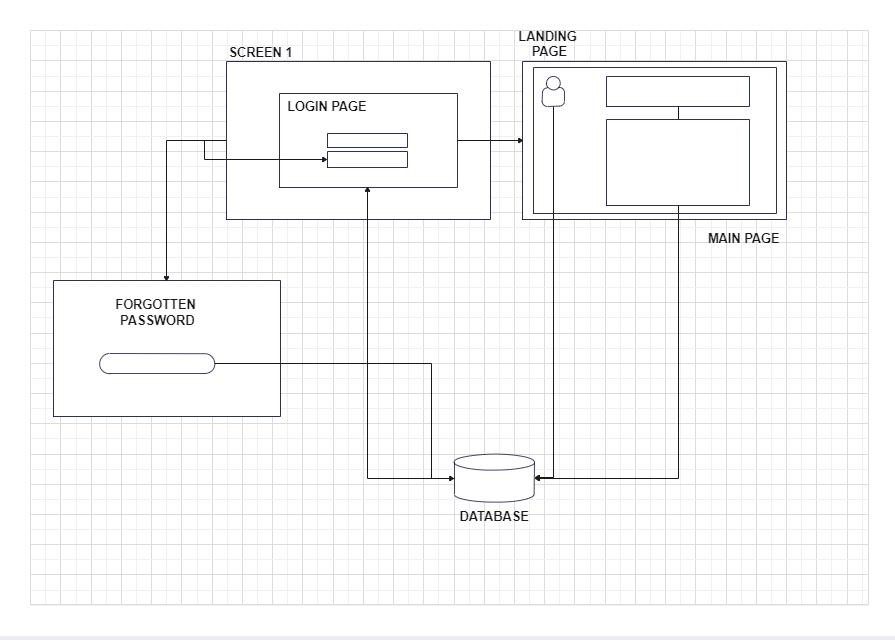 LANDING
PAGE
SCREEN 1
LOGIN PAGE
MAIN PAGE
FORGOTTEN
PASSWORD
DATABASE